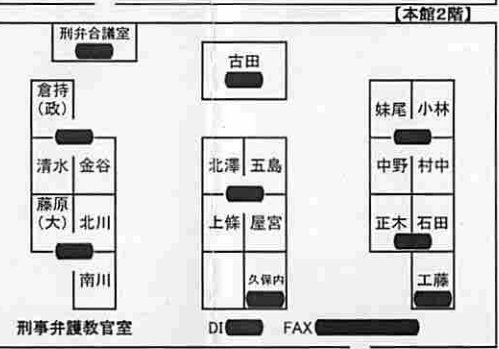 【本館2階】
刑弁合議室
古田
倉持
(政)
妹尾 小林
清水 金谷
北澤 五島
中野 村中
藤原
(大) 北川
上條 屋宮
正木 石田
南川
久保内
工藤
刑事弁護教官室
DI
FAX